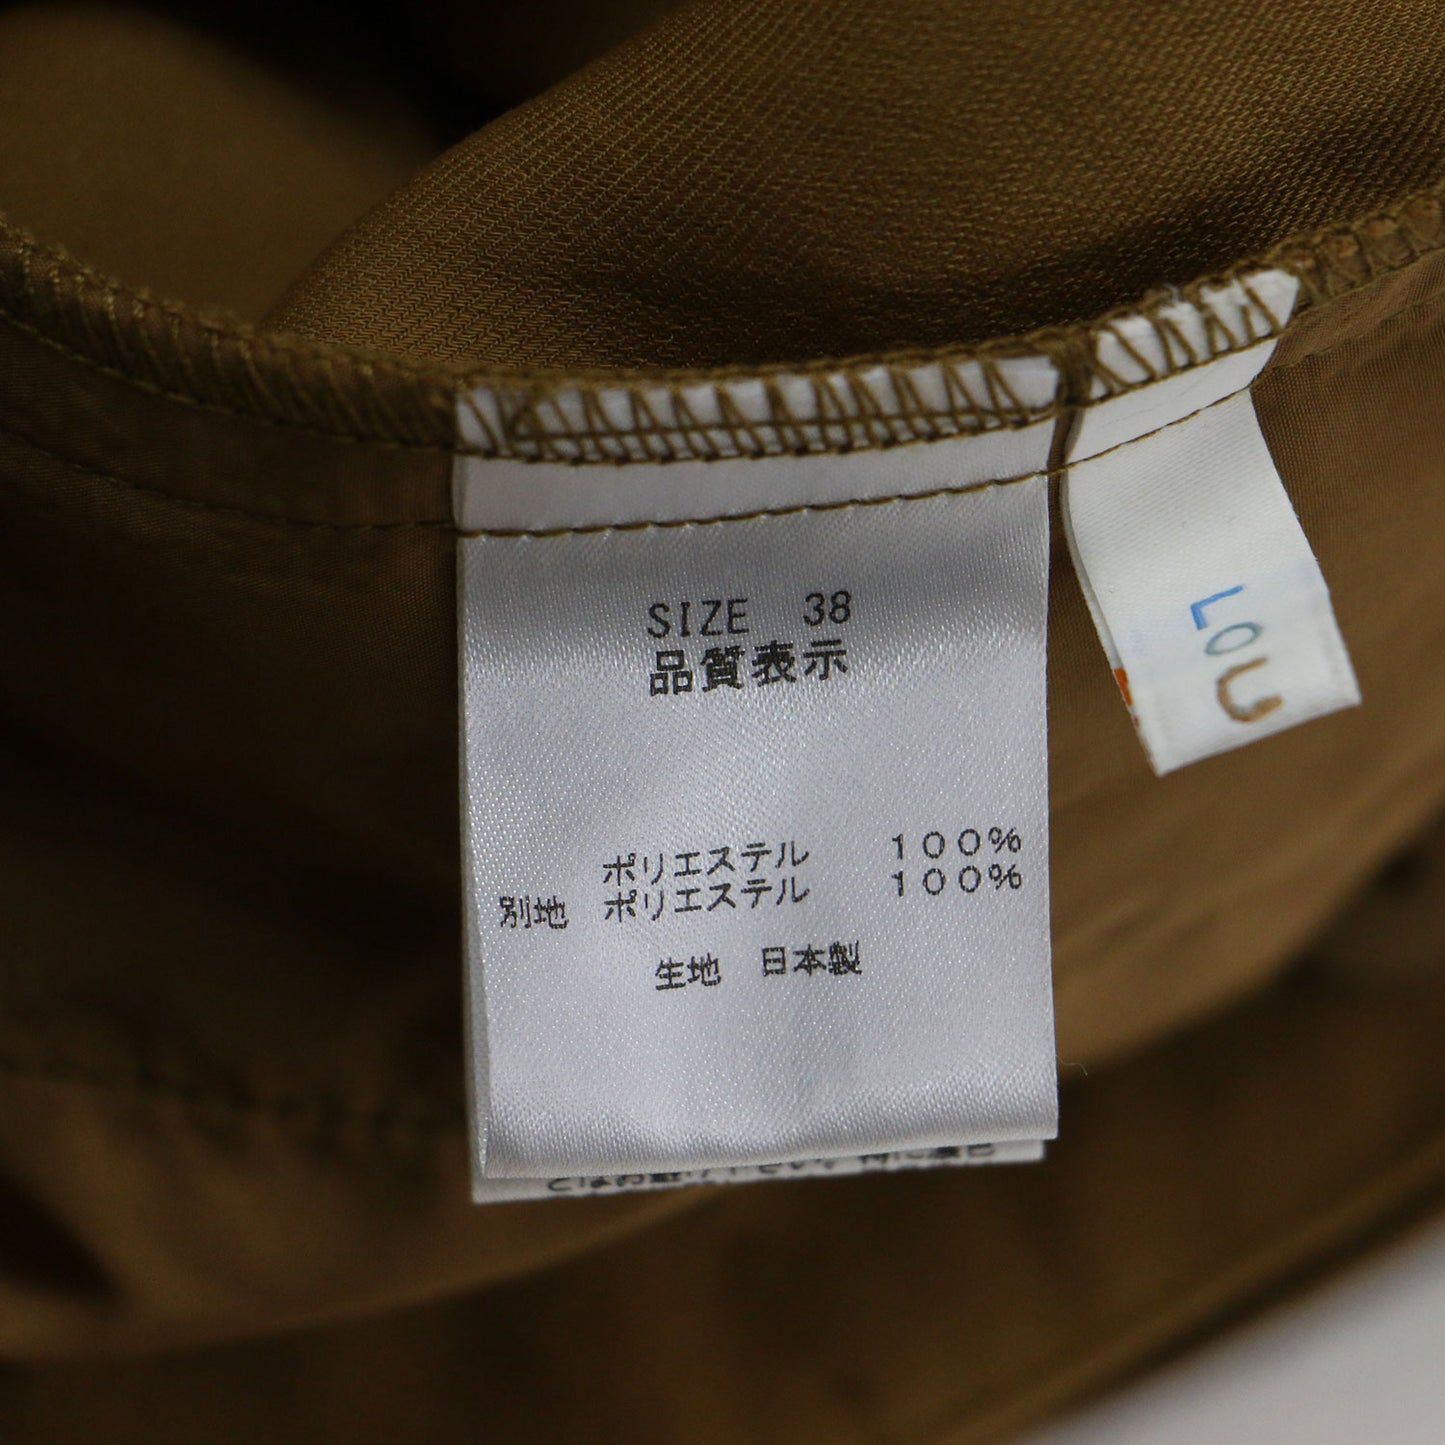 SIZE 38
品質表示
ポリエステル 100%
別地 ポリエステル 100%
生地 日本製
LOU